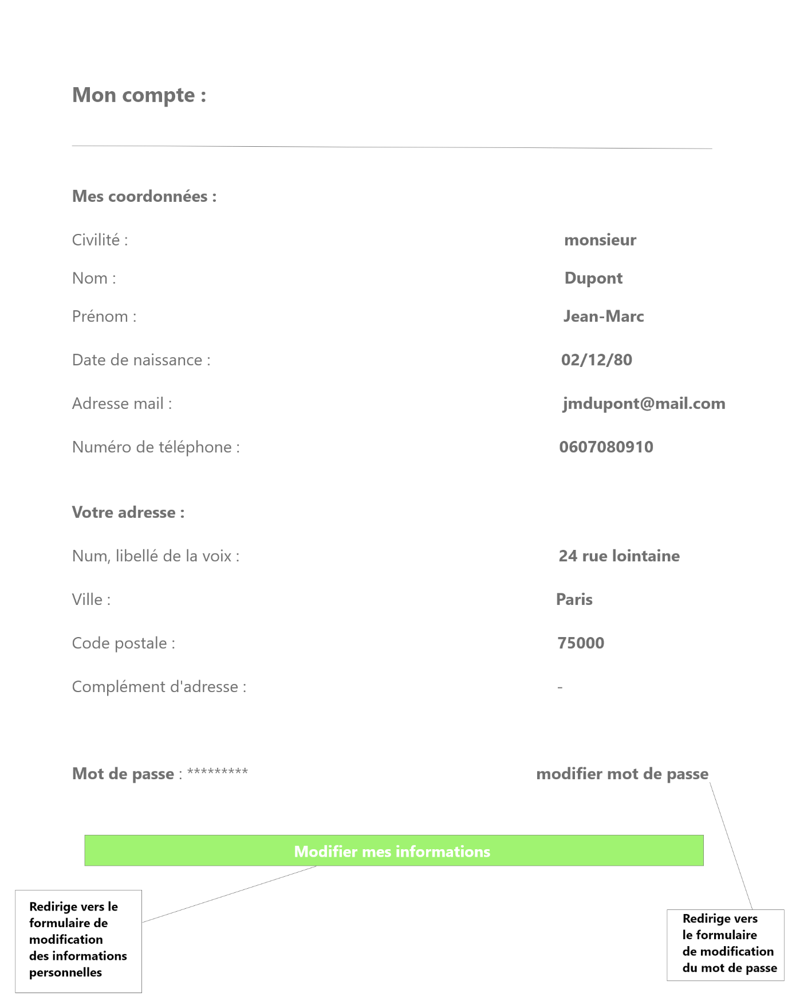 Mon compte :
Mes coordonnées :
Civilité : monsieur
Nom : Dupont
Prénom : Jean-Marc
Date de naissance : 02/12/80
Adresse mail : jmdupont@mail.com
Numéro de téléphone : 0607080910
Votre adresse :
Num, libellé de la voix : 24 rue lointaine
Ville : Paris
Code postale : 75000
Complément d'adresse : -
Mot de passe : ********* modifier mot de passe
Modifier mes informations
Redirige vers le
formulaire de
modification
des informations
personnelles
Redirige vers
le formulaire
de modification
du mot de passe